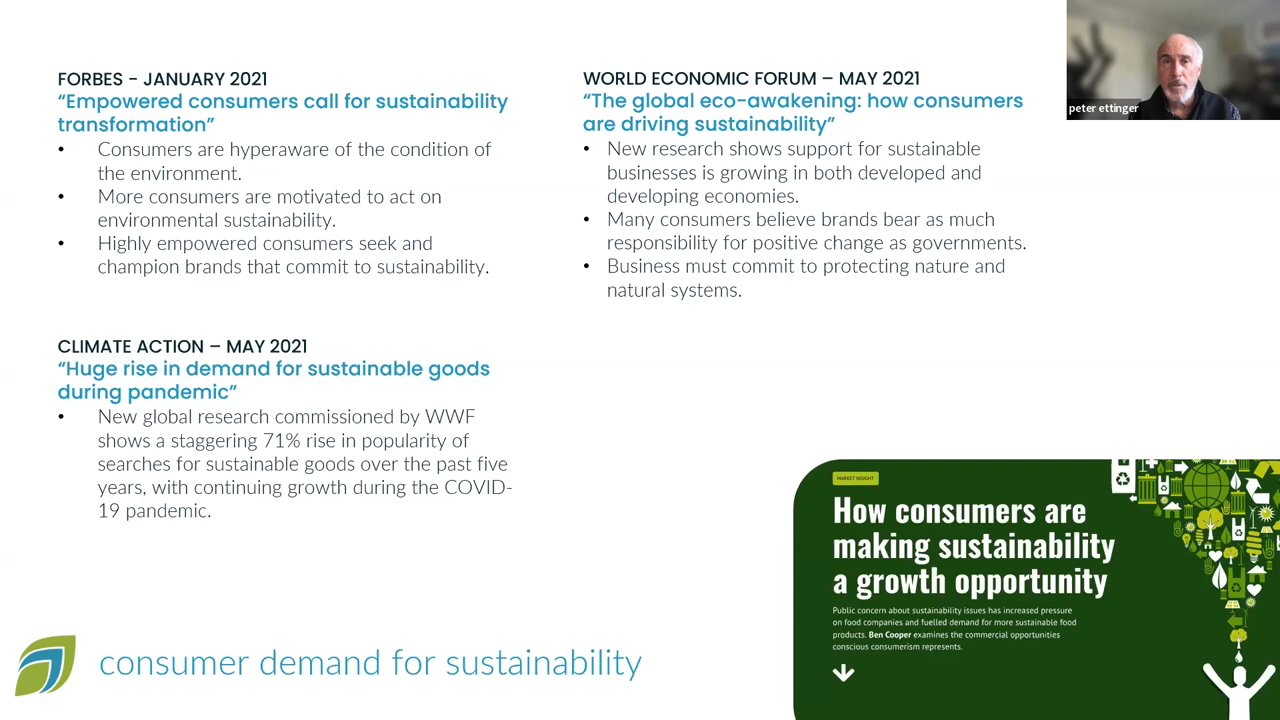 FORBES - JANUARY 2021
“Empowered consumers call for sustainability
transformation”
• Consumers are hyperaware of the condition of
the environment.
• More consumers are motivated to act on
environmental sustainability.
• Highly empowered consumers seek and
champion brands that commit to sustainability.
WORLD ECONOMIC FORUM – MAY 2021
“The global eco-awakening: how consumers
are driving sustainability”
• New research shows support for sustainable
businesses is growing in both developed and
developing economies.
• Many consumers believe brands bear as much
responsibility for positive change as governments.
• Business must commit to protecting nature and
natural systems.
peter ettinger
CLIMATE ACTION – MAY 2021
“Huge rise in demand for sustainable goods
during pandemic”
• New global research commissioned by WWF
shows a staggering 71% rise in popularity of
searches for sustainable goods over the past five
years, with continuing growth during the COVID-
19 pandemic.
MARKET INSIGHT
How consumers are
making sustainability
a growth opportunity
Public concern about sustainability issues has increased pressure
on food companies and fuelled demand for more sustainable food
products. Ben Cooper examines the commercial opportunities
conscious consumerism represents.
consumer demand for sustainability